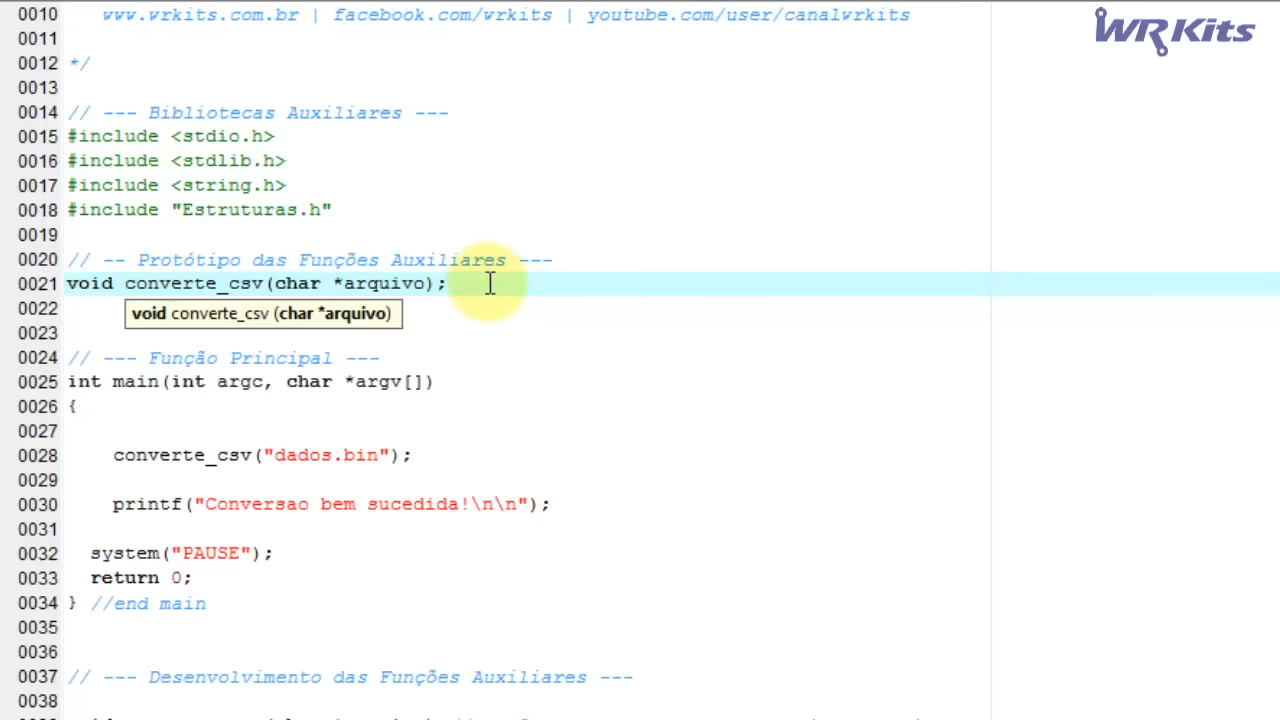 0010 www.wrkits.com.br | facebook.com/wrkits | youtube.com/user/canalwrkits
WR Kits
0011
0012 */
0013
0014 // --- Bibliotecas Auxiliares ---
0015 #include <stdio.h>
0016 #include <stdlib.h>
0017 #include <string.h>
0018 #include "Estruturas.h"
0019
0020 // -- Protótipo das Funções Auxiliares ---
0021 void converte_csv(char *arquivo);
0022 void converte_csv (char *arquivo)
0023
0024 // --- Função Principal ---
0025 int main(int argc, char *argv[])
0026 {
0027
0028 converte_csv("dados.bin");
0029
0030 printf("Conversao bem sucedida!\n\n");
0031
0032 system("PAUSE");
0033 return 0;
0034 } //end main
0035
0036
0037 // --- Desenvolvimento das Funções Auxiliares ---
0038